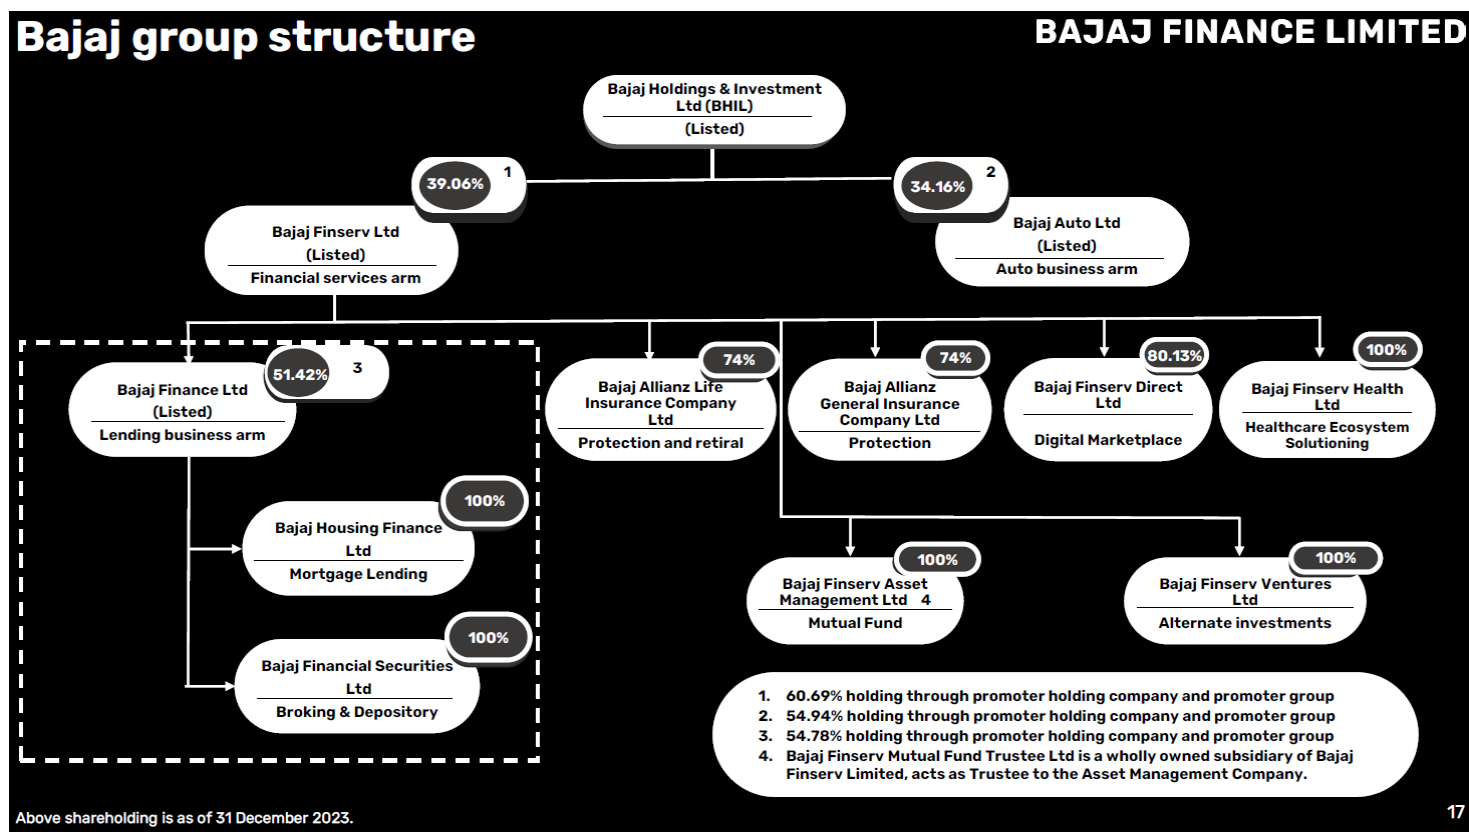 Bajaj group structure
BAJAJ FINANCE LIMITED
Bajaj Holdings & Investment
Ltd (BHIL)
(Listed)
39.06%
1
34.16%
2
Bajaj Finserv Ltd
(Listed)
Financial services arm
Bajaj Auto Ltd
(Listed)
Auto business arm
51.42%
3
Bajaj Finance Ltd
(Listed)
Lending business arm
74%
Bajaj Allianz Life
Insurance Company
Ltd
Protection and retiral
74%
Bajaj Allianz
General Insurance
Company Ltd
Protection
80.13%
Bajaj Finserv Direct
Ltd
Digital Marketplace
100%
Bajaj Finserv Health
Ltd
Healthcare Ecosystem
Solutioning
100%
Bajaj Housing Finance
Ltd
Mortgage Lending
100%
Bajaj Financial Securities
Ltd
Broking & Depository
100%
Bajaj Finserv Asset
Management Ltd 4
Mutual Fund
100%
Bajaj Finserv Ventures
Ltd
Alternate investments
1. 60.69% holding through promoter holding company and promoter group
2. 54.94% holding through promoter holding company and promoter group
3. 54.78% holding through promoter holding company and promoter group
4. Bajaj Finserv Mutual Fund Trustee Ltd is a wholly owned subsidiary of Bajaj
Finserv Limited, acts as Trustee to the Asset Management Company.
Above shareholding is as of 31 December 2023.
17